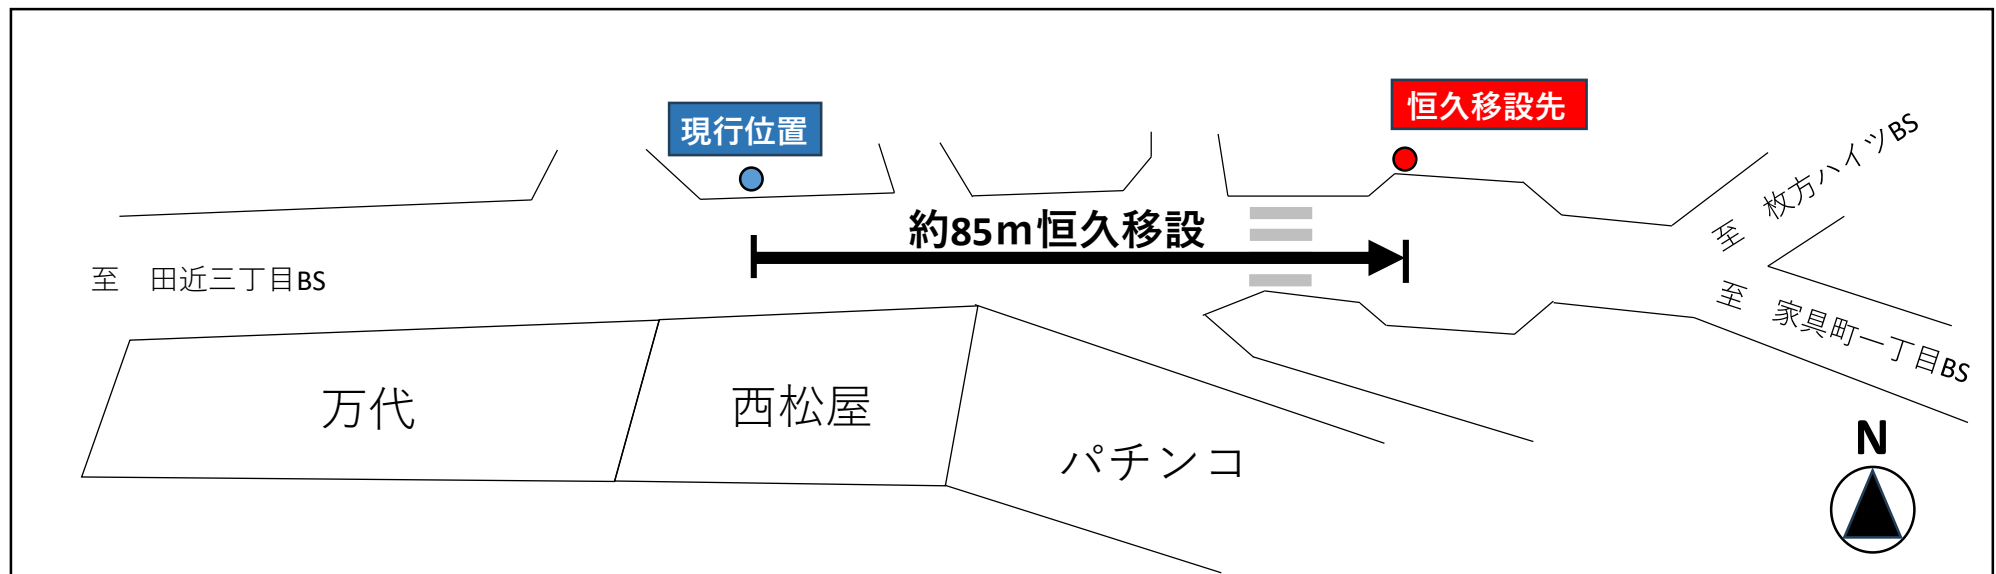 恒久移設先
現行位置
至 枚方ハイツBS
約85m恒久移設
至 田近三丁目BS
至 家具町一丁目BS
万代
西松屋
パチンコ
N